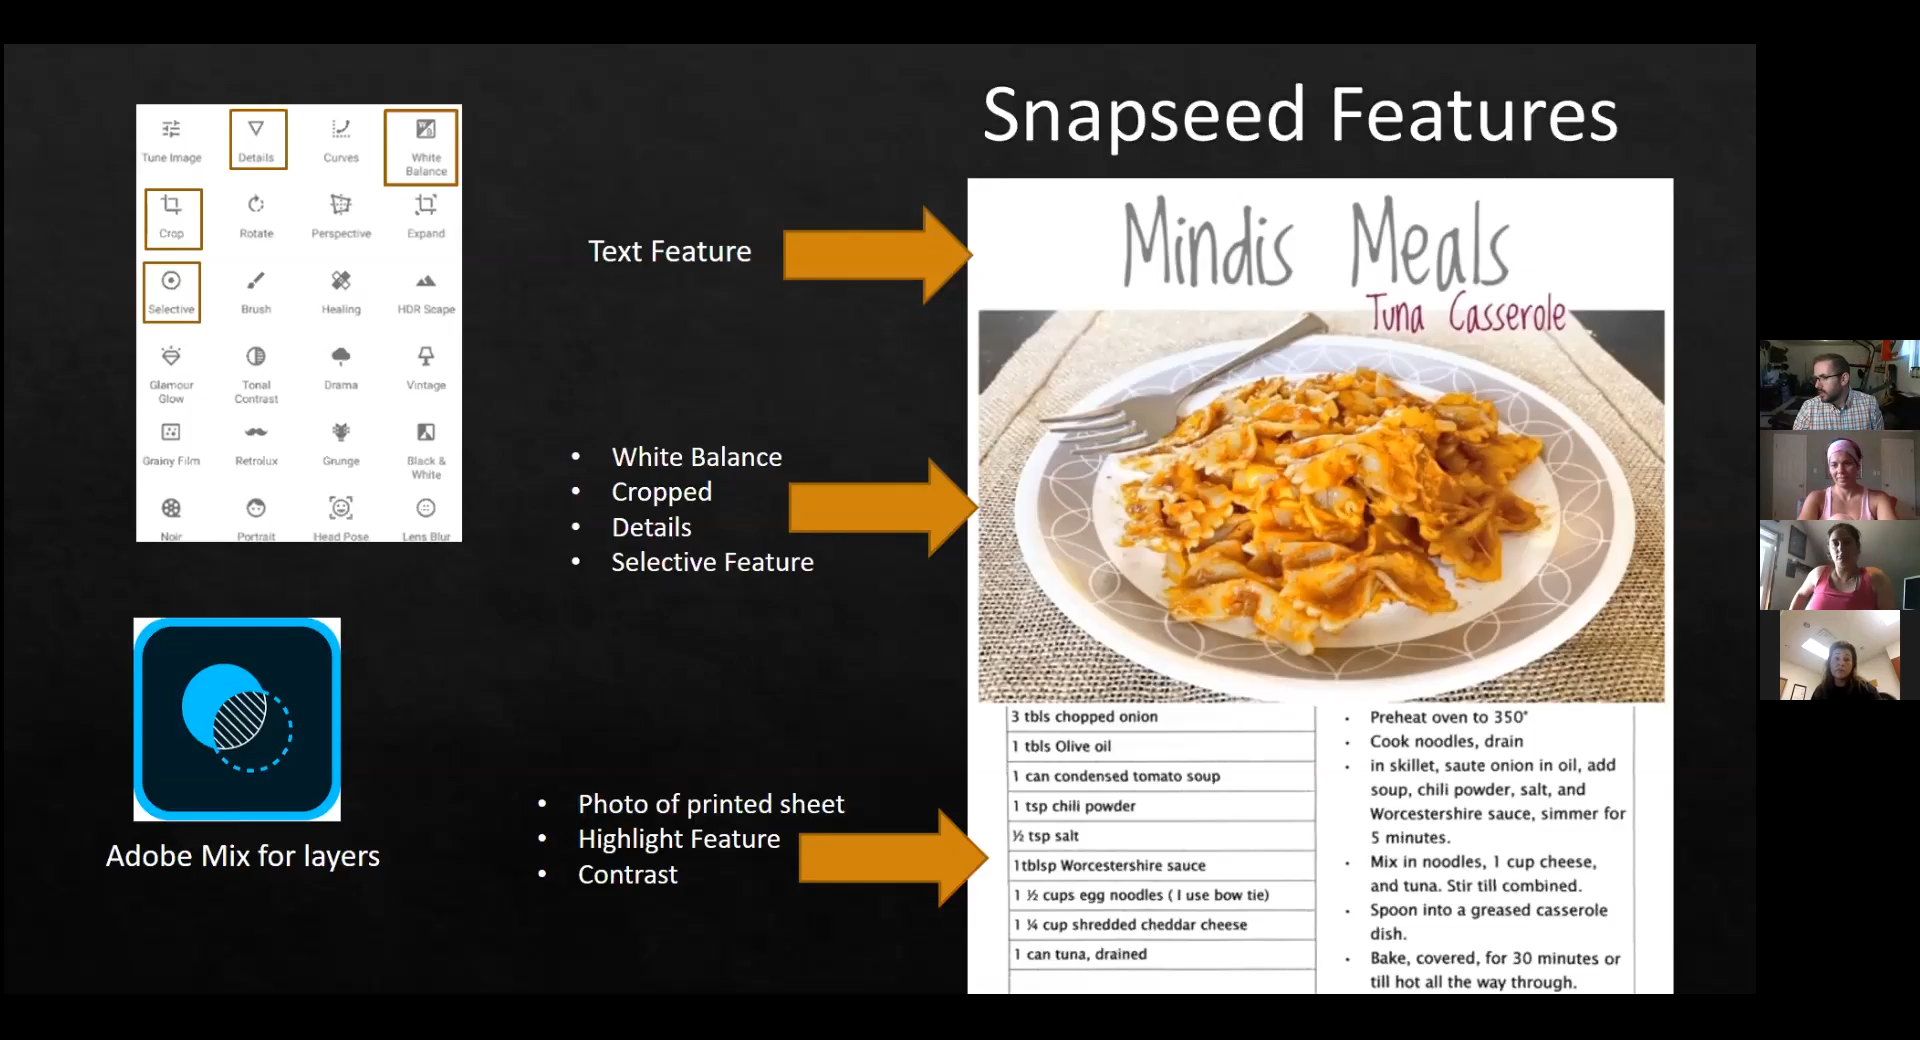 Snapseed Features
Tune Image
Details
Curves
White
Balance
Crop
Rotate
Perspective
Expand
Selective
Brush
Healing
HDR Scape
Glamour
Glow
Tonal
Contrast
Drama
Vintage
Grainy Film
Retrolux
Grunge
Black &
White
Noir
Portrait
Head Pose
Lens Blur
Adobe Mix for layers
Text Feature
• White Balance
• Cropped
• Details
• Selective Feature
• Photo of printed sheet
• Highlight Feature
• Contrast
Mindis Meals
Tuna Casserole
3 tbls chopped onion
1 tbls Olive oil
1 can condensed tomato soup
1 tsp chili powder
½ tsp salt
1tblsp Worcestershire sauce
1 ½ cups egg noodles ( I use bow tie)
1 ¼ cup shredded cheddar cheese
1 can tuna, drained
• Preheat oven to 350°
• Cook noodles, drain
• in skillet, saute onion in oil, add
soup, chili powder, salt, and
Worcestershire sauce, simmer for
5 minutes.
• Mix in noodles, 1 cup cheese,
and tuna. Stir till combined.
• Spoon into a greased casserole
dish.
• Bake, covered, for 30 minutes or
till hot all the way through.